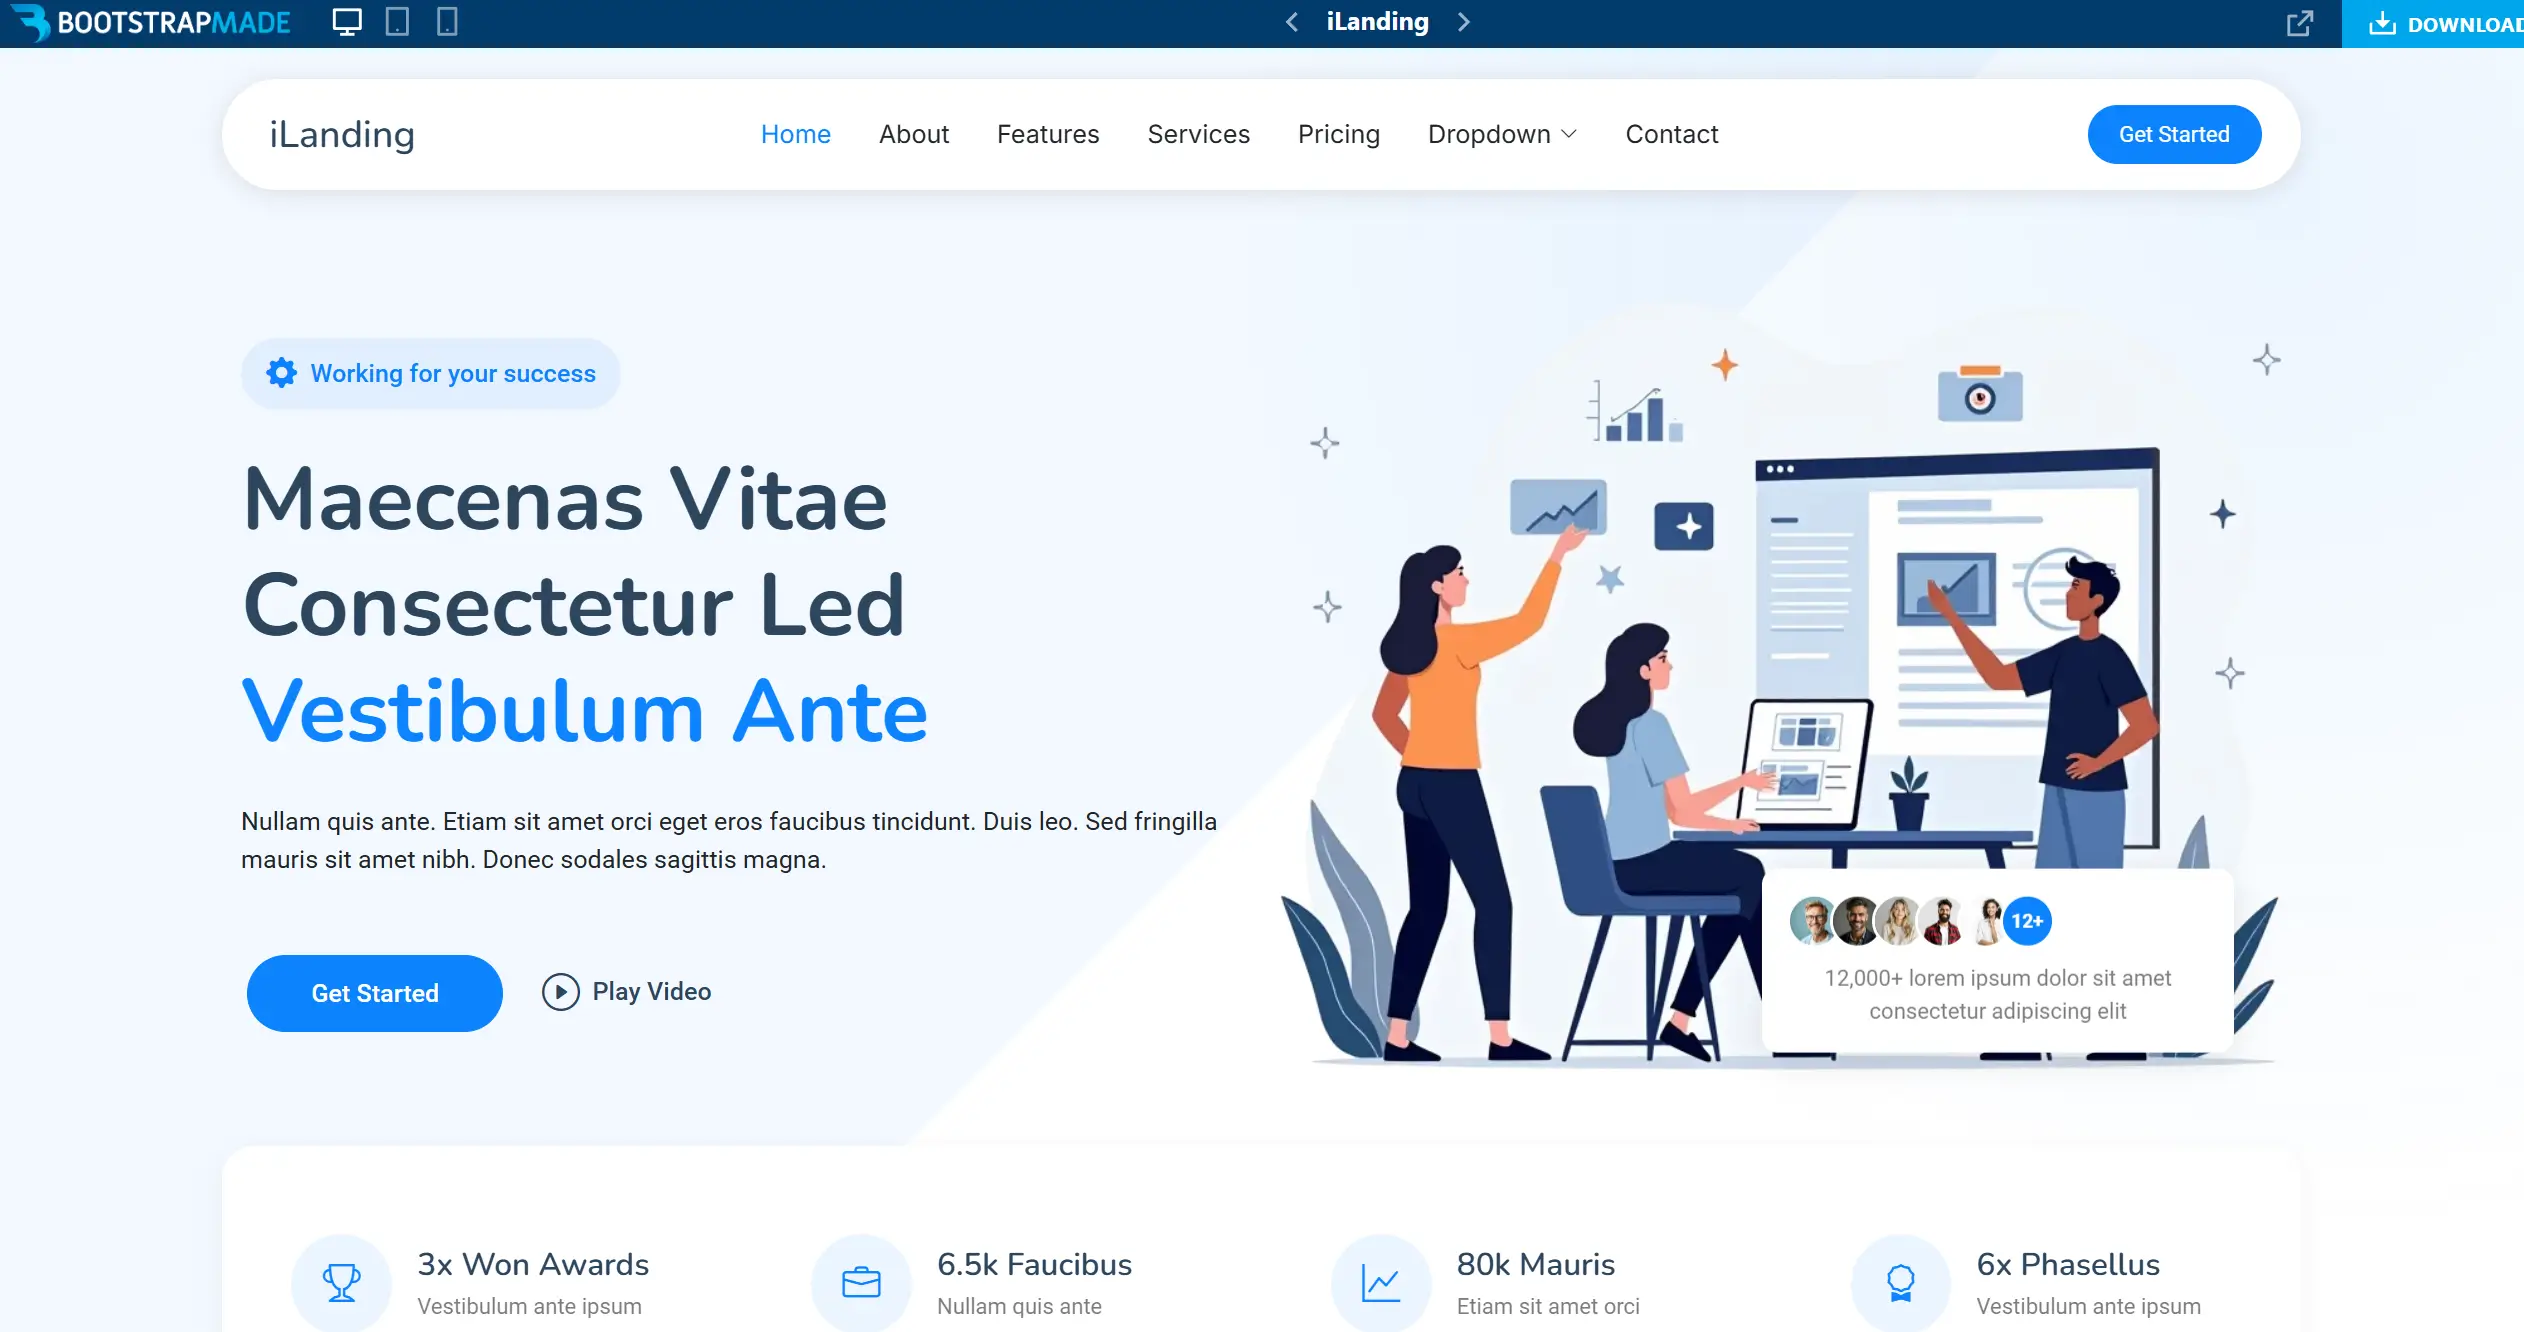 BOOTSTRAPMADE
iLanding
DOWNLOAD
iLanding
Home
About
Features
Services
Pricing
Dropdown
Contact
Get Started
Working for your success
Maecenas Vitae
Consectetur Led
Vestibulum Ante
Nullam quis ante. Etiam sit amet orci eget eros faucibus tincidunt. Duis leo. Sed fringilla
mauris sit amet nibh. Donec sodales sagittis magna.
Get Started
Play Video
12+
12,000+ lorem ipsum dolor sit amet
consectetur adipiscing elit
3x Won Awards
Vestibulum ante ipsum
6.5k Faucibus
Nullam quis ante
80k Mauris
Etiam sit amet orci
6x Phasellus
Vestibulum ante ipsum